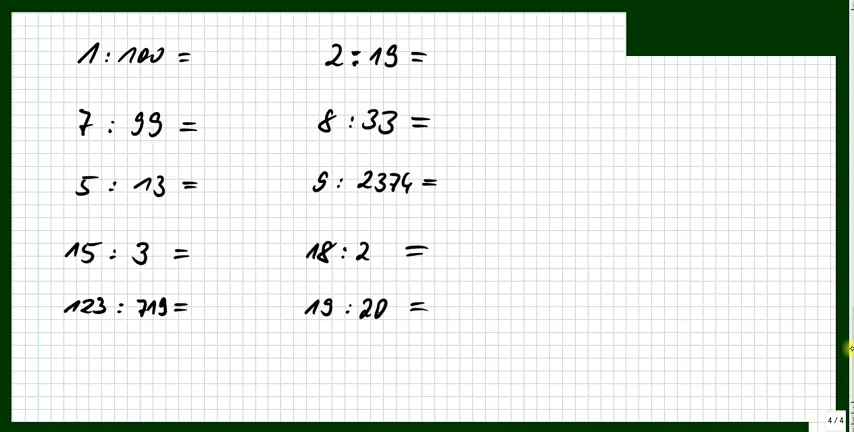 1 : 100 =
2 : 19 =
7 : 99 =
8 : 33 =
5 : 13 =
9 : 2374 =
15 : 3 =
18 : 2 =
123 : 719 =
19 : 20 =
4 / 4